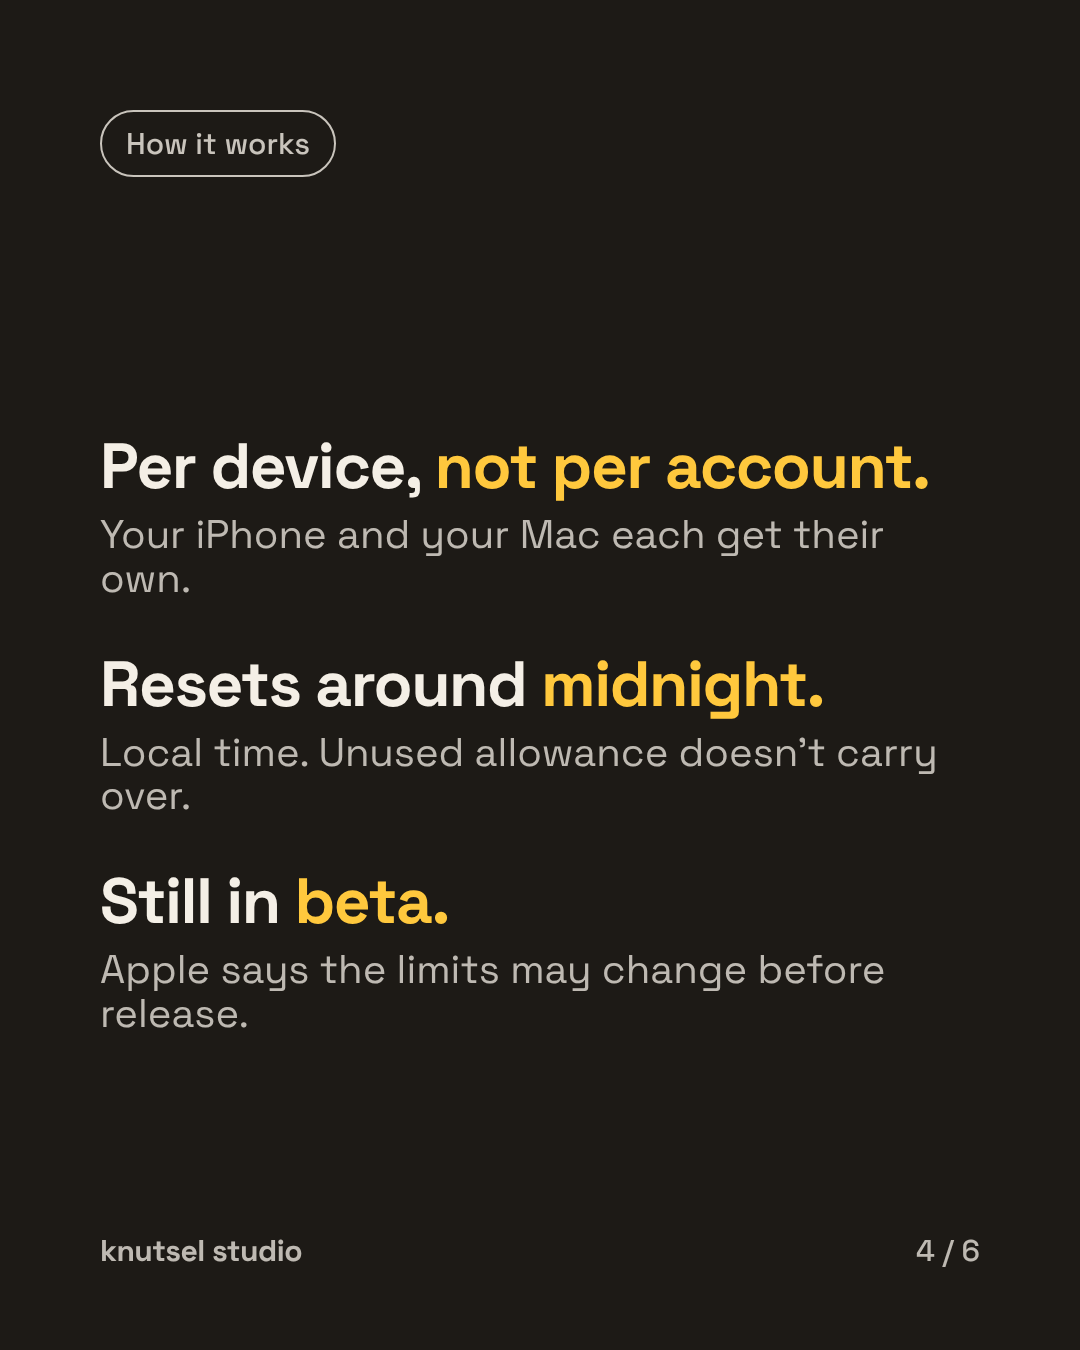 How it works
Per device, not per account.
Your iPhone and your Mac each get their
own.
Resets around midnight.
Local time. Unused allowance doesn’t carry
over.
Still in beta.
Apple says the limits may change before
release.
knutsel studio
4 / 6